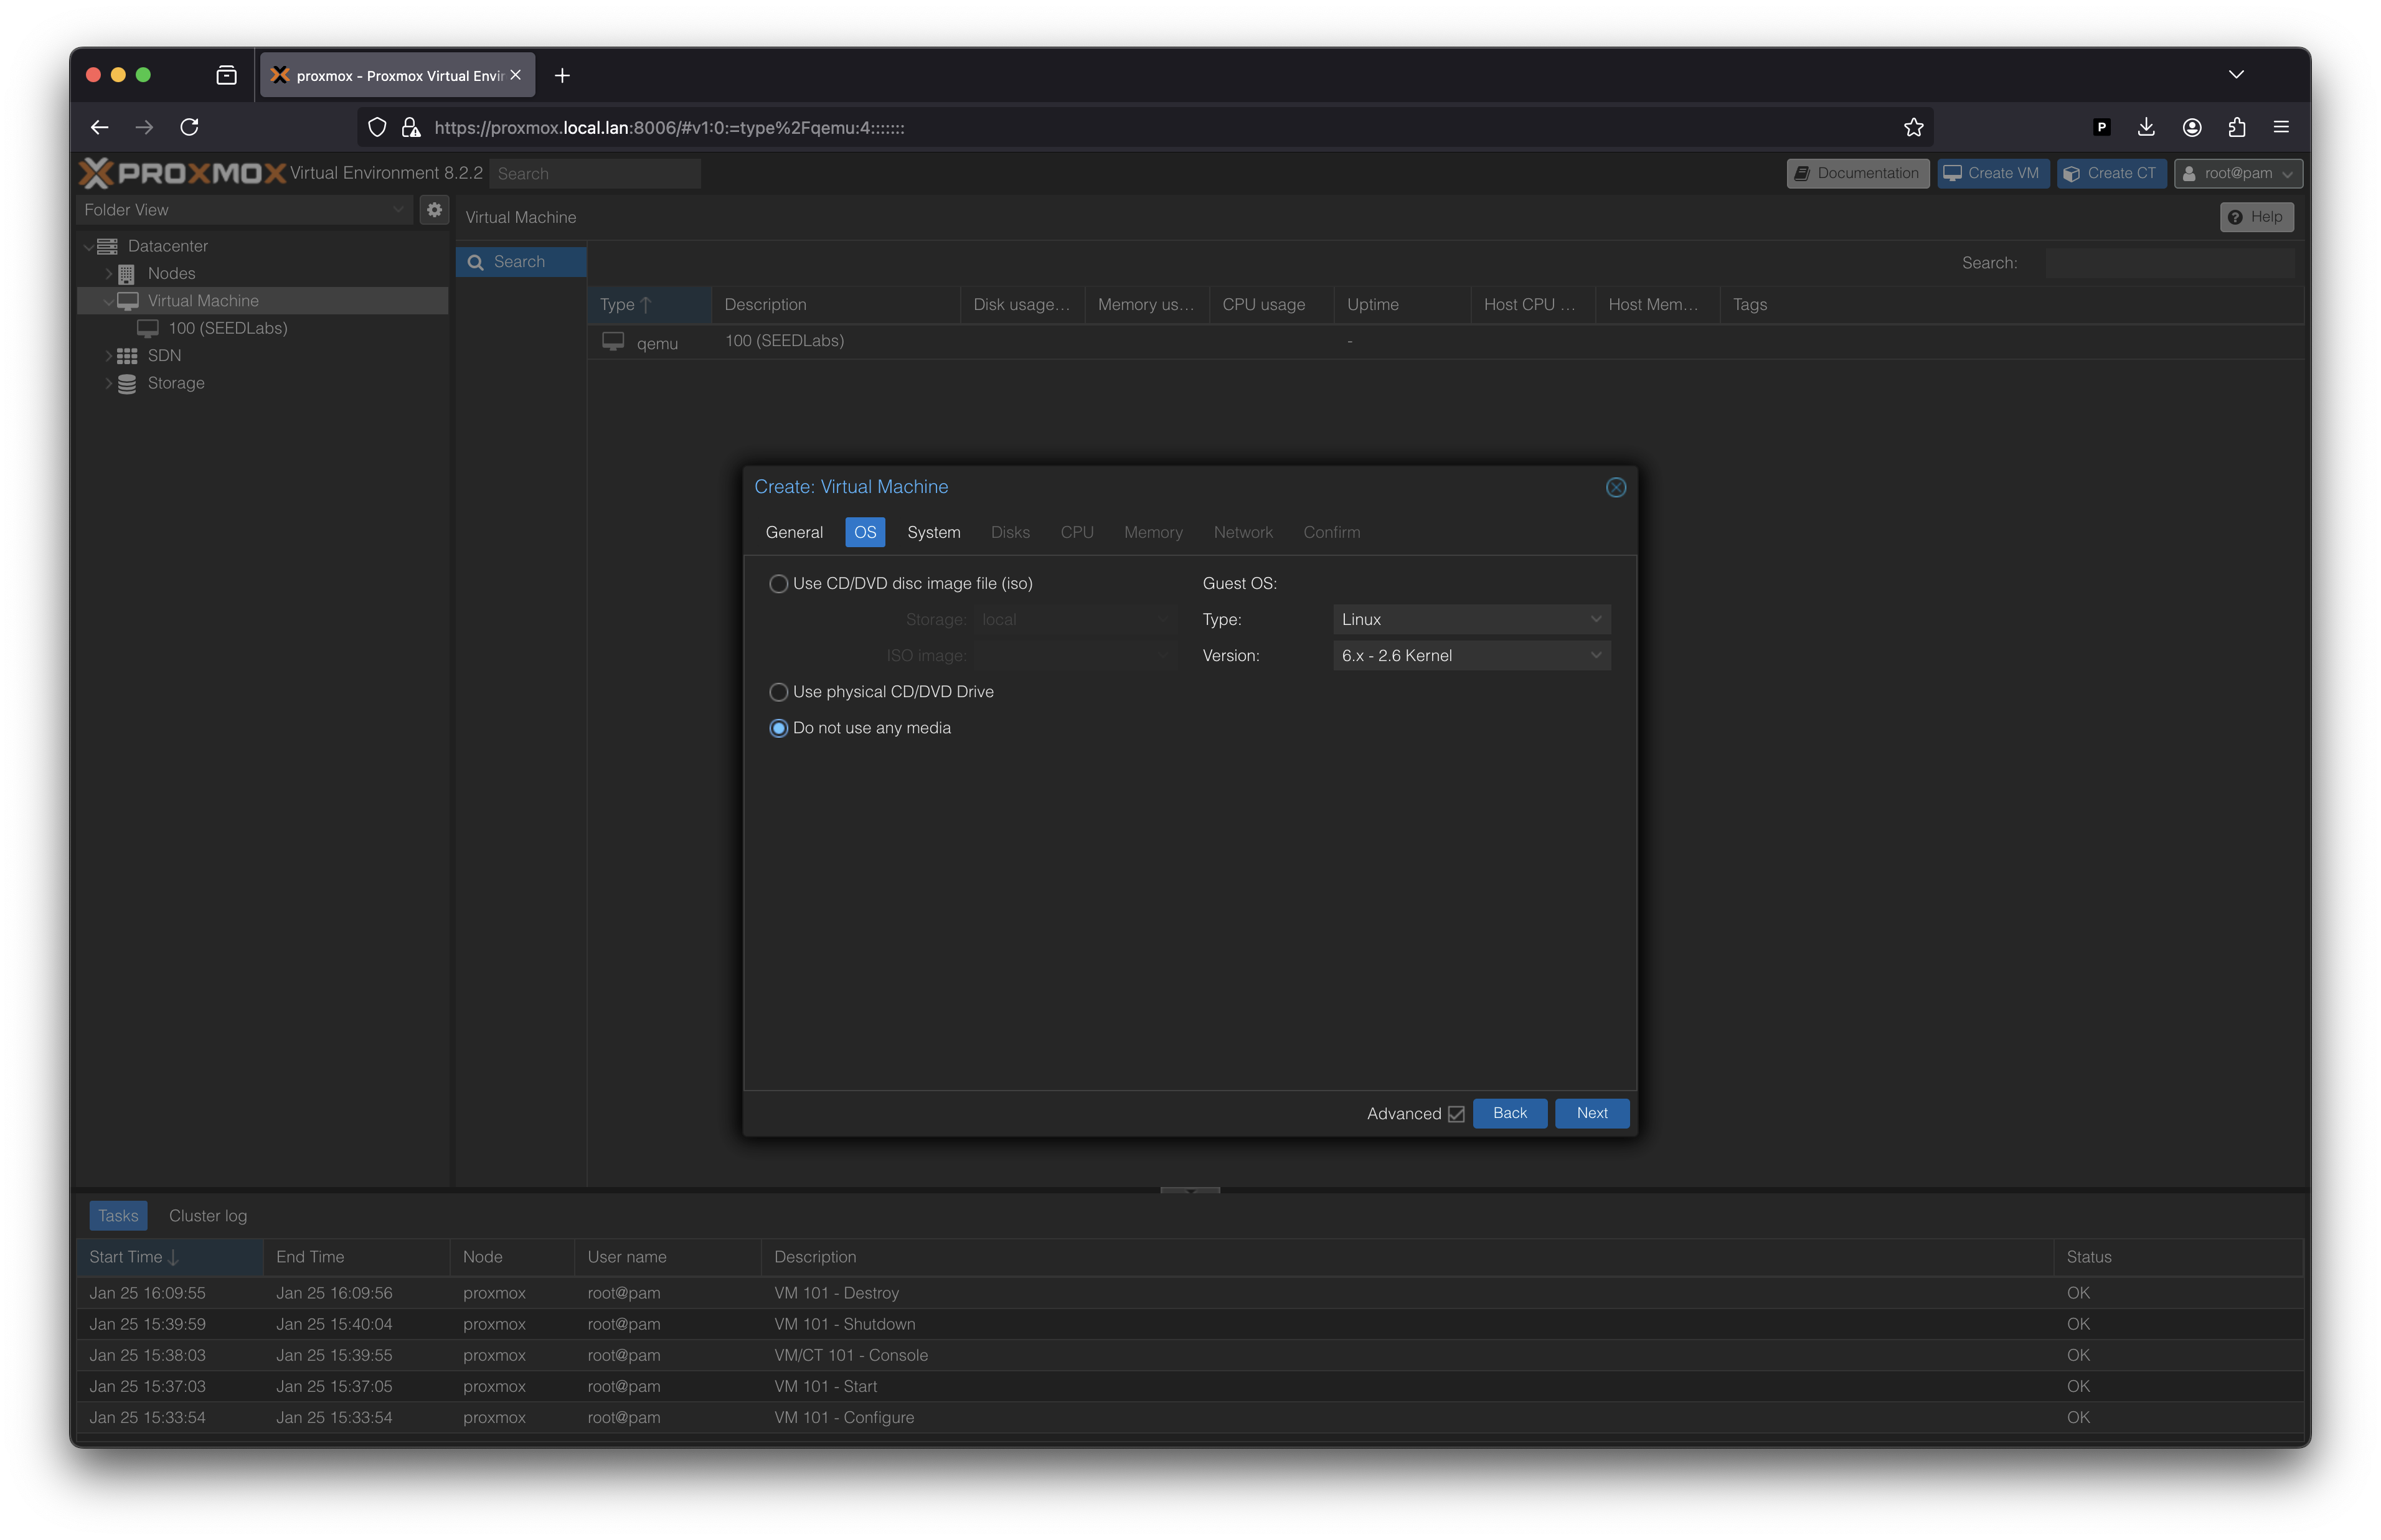 proxmox - Proxmox Virtual Envir
https://proxmox.local.lan:8006/#v1:0:=type%2Fqemu:4:::::::
P
PROXMOX Virtual Environment 8.2.2 Search Documentation Create VM Create CT root@pam
Folder View Virtual Machine Help
Datacenter
Nodes
Virtual Machine
100 (SEEDLabs)
SDN
Storage
Search Search:
Type Description Disk usage... Memory us... CPU usage Uptime Host CPU ... Host Mem... Tags
qemu 100 (SEEDLabs) -
Create: Virtual Machine
General OS System Disks CPU Memory Network Confirm
Use CD/DVD disc image file (iso) Guest OS:
Storage: local Type: Linux
ISO image: Version: 6.x - 2.6 Kernel
Use physical CD/DVD Drive
Do not use any media
Advanced Back Next
Tasks Cluster log
Start Time End Time Node User name Description Status
Jan 25 16:09:55 Jan 25 16:09:56 proxmox root@pam VM 101 - Destroy OK
Jan 25 15:39:59 Jan 25 15:40:04 proxmox root@pam VM 101 - Shutdown OK
Jan 25 15:38:03 Jan 25 15:39:55 proxmox root@pam VM/CT 101 - Console OK
Jan 25 15:37:03 Jan 25 15:37:05 proxmox root@pam VM 101 - Start OK
Jan 25 15:33:54 Jan 25 15:33:54 proxmox root@pam VM 101 - Configure OK